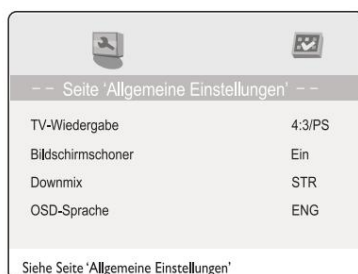 -- Seite 'Allgemeine Einstellungen' --
TV-Wiedergabe 4:3/PS
Bildschirmschoner Ein
Downmix STR
OSD-Sprache ENG
Siehe Seite 'Allgemeine Einstellungen'